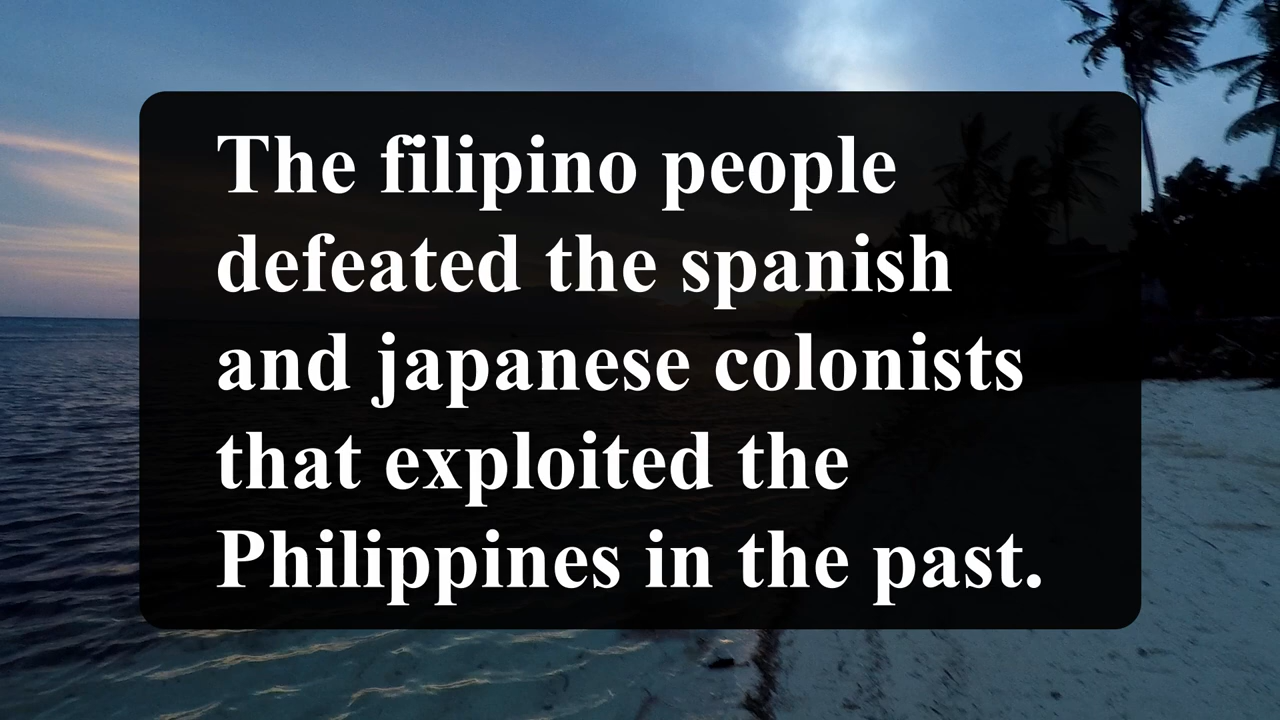 The filipino people
defeated the spanish
and japanese colonists
that exploited the
Philippines in the past.